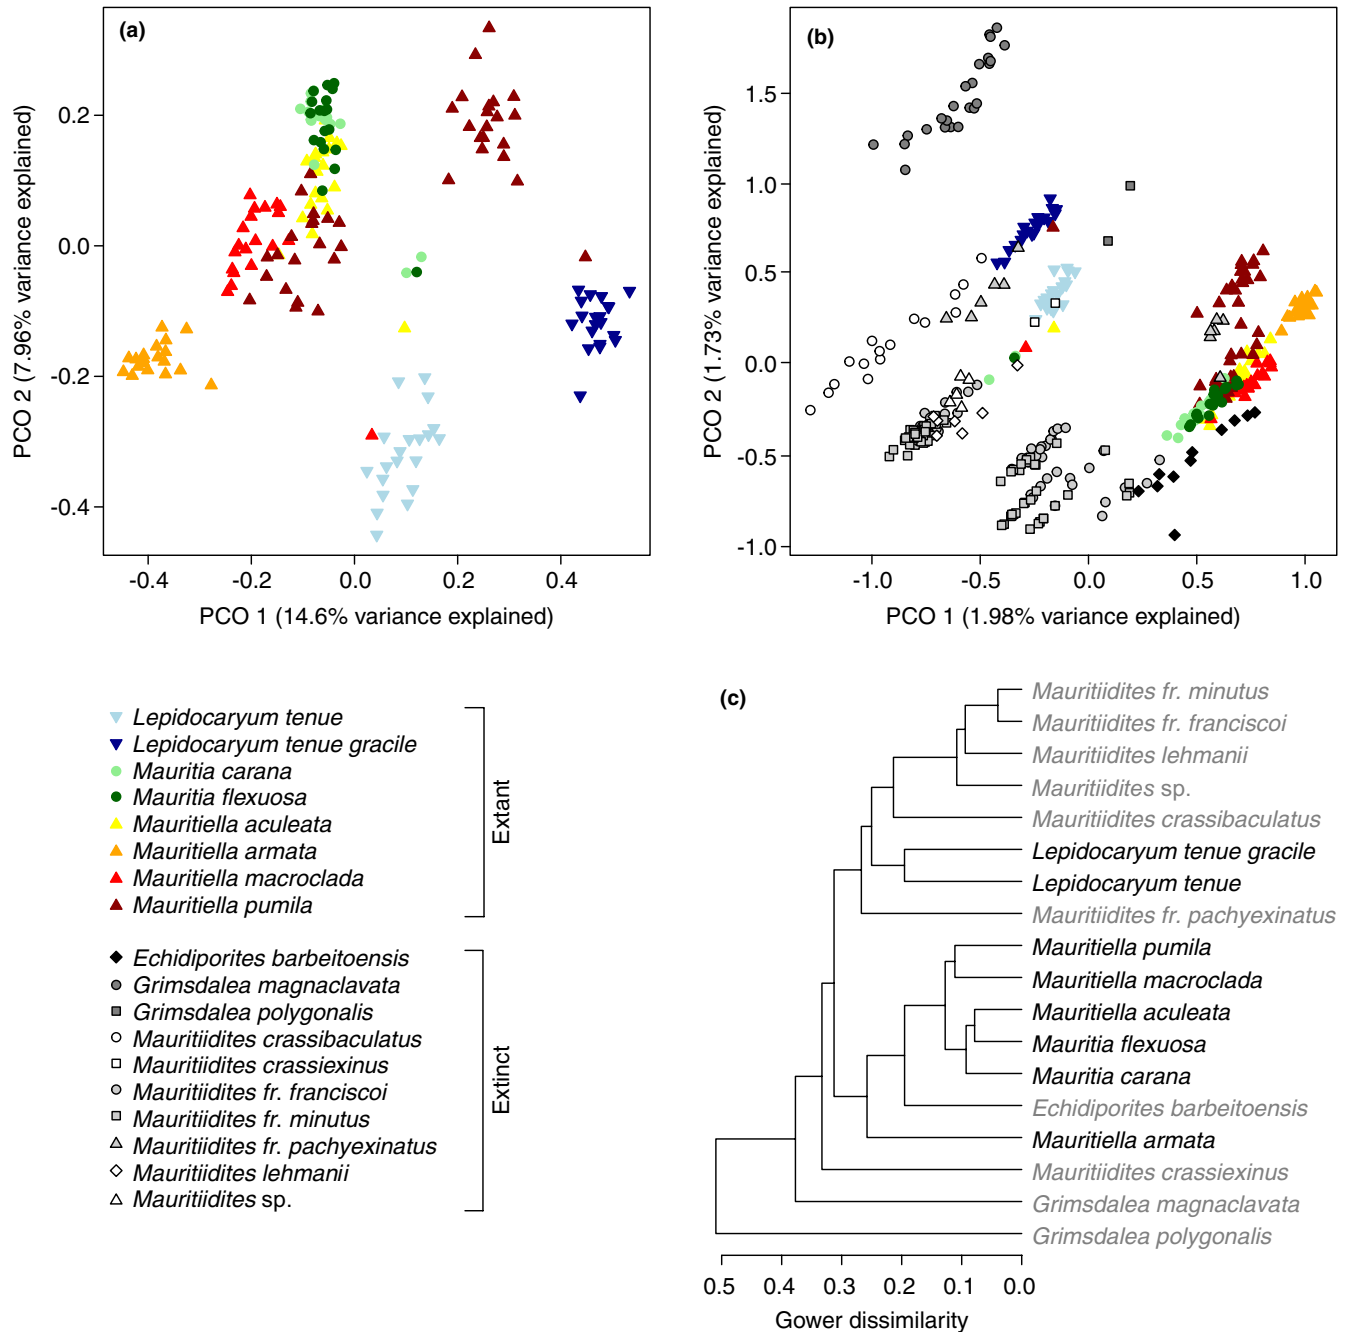 (a)
0.2
0.0
-0.2
-0.4
PCO 2 (7.96% variance explained)
-0.4
-0.2
0.0
0.2
0.4
PCO 1 (14.6% variance explained)
(b)
1.5
1.0
0.5
0.0
-0.5
-1.0
PCO 2 (1.73% variance explained)
-1.0
-0.5
0.0
0.5
1.0
PCO 1 (1.98% variance explained)
Lepidocaryum tenue
Lepidocaryum tenue gracile
Mauritia carana
Mauritia flexuosa
Mauritiella aculeata
Mauritiella armata
Mauritiella macroclada
Mauritiella pumila
Extant
Echidiporites barbeitoensis
Grimsdalea magnaclavata
Grimsdalea polygonalis
Mauritiidites crassibaculatus
Mauritiidites crassiexinus
Mauritiidites fr. franciscoi
Mauritiidites fr. minutus
Mauritiidites fr. pachyexinatus
Mauritiidites lehmanii
Mauritiidites sp.
Extinct
(c)
Mauritiidites fr. minutus
Mauritiidites fr. franciscoi
Mauritiidites lehmanii
Mauritiidites sp.
Mauritiidites crassibaculatus
Lepidocaryum tenue gracile
Lepidocaryum tenue
Mauritiidites fr. pachyexinatus
Mauritiella pumila
Mauritiella macroclada
Mauritiella aculeata
Mauritia flexuosa
Mauritia carana
Echidiporites barbeitoensis
Mauritiella armata
Mauritiidites crassiexinus
Grimsdalea magnaclavata
Grimsdalea polygonalis
0.5
0.4
0.3
0.2
0.1
0.0
Gower dissimilarity